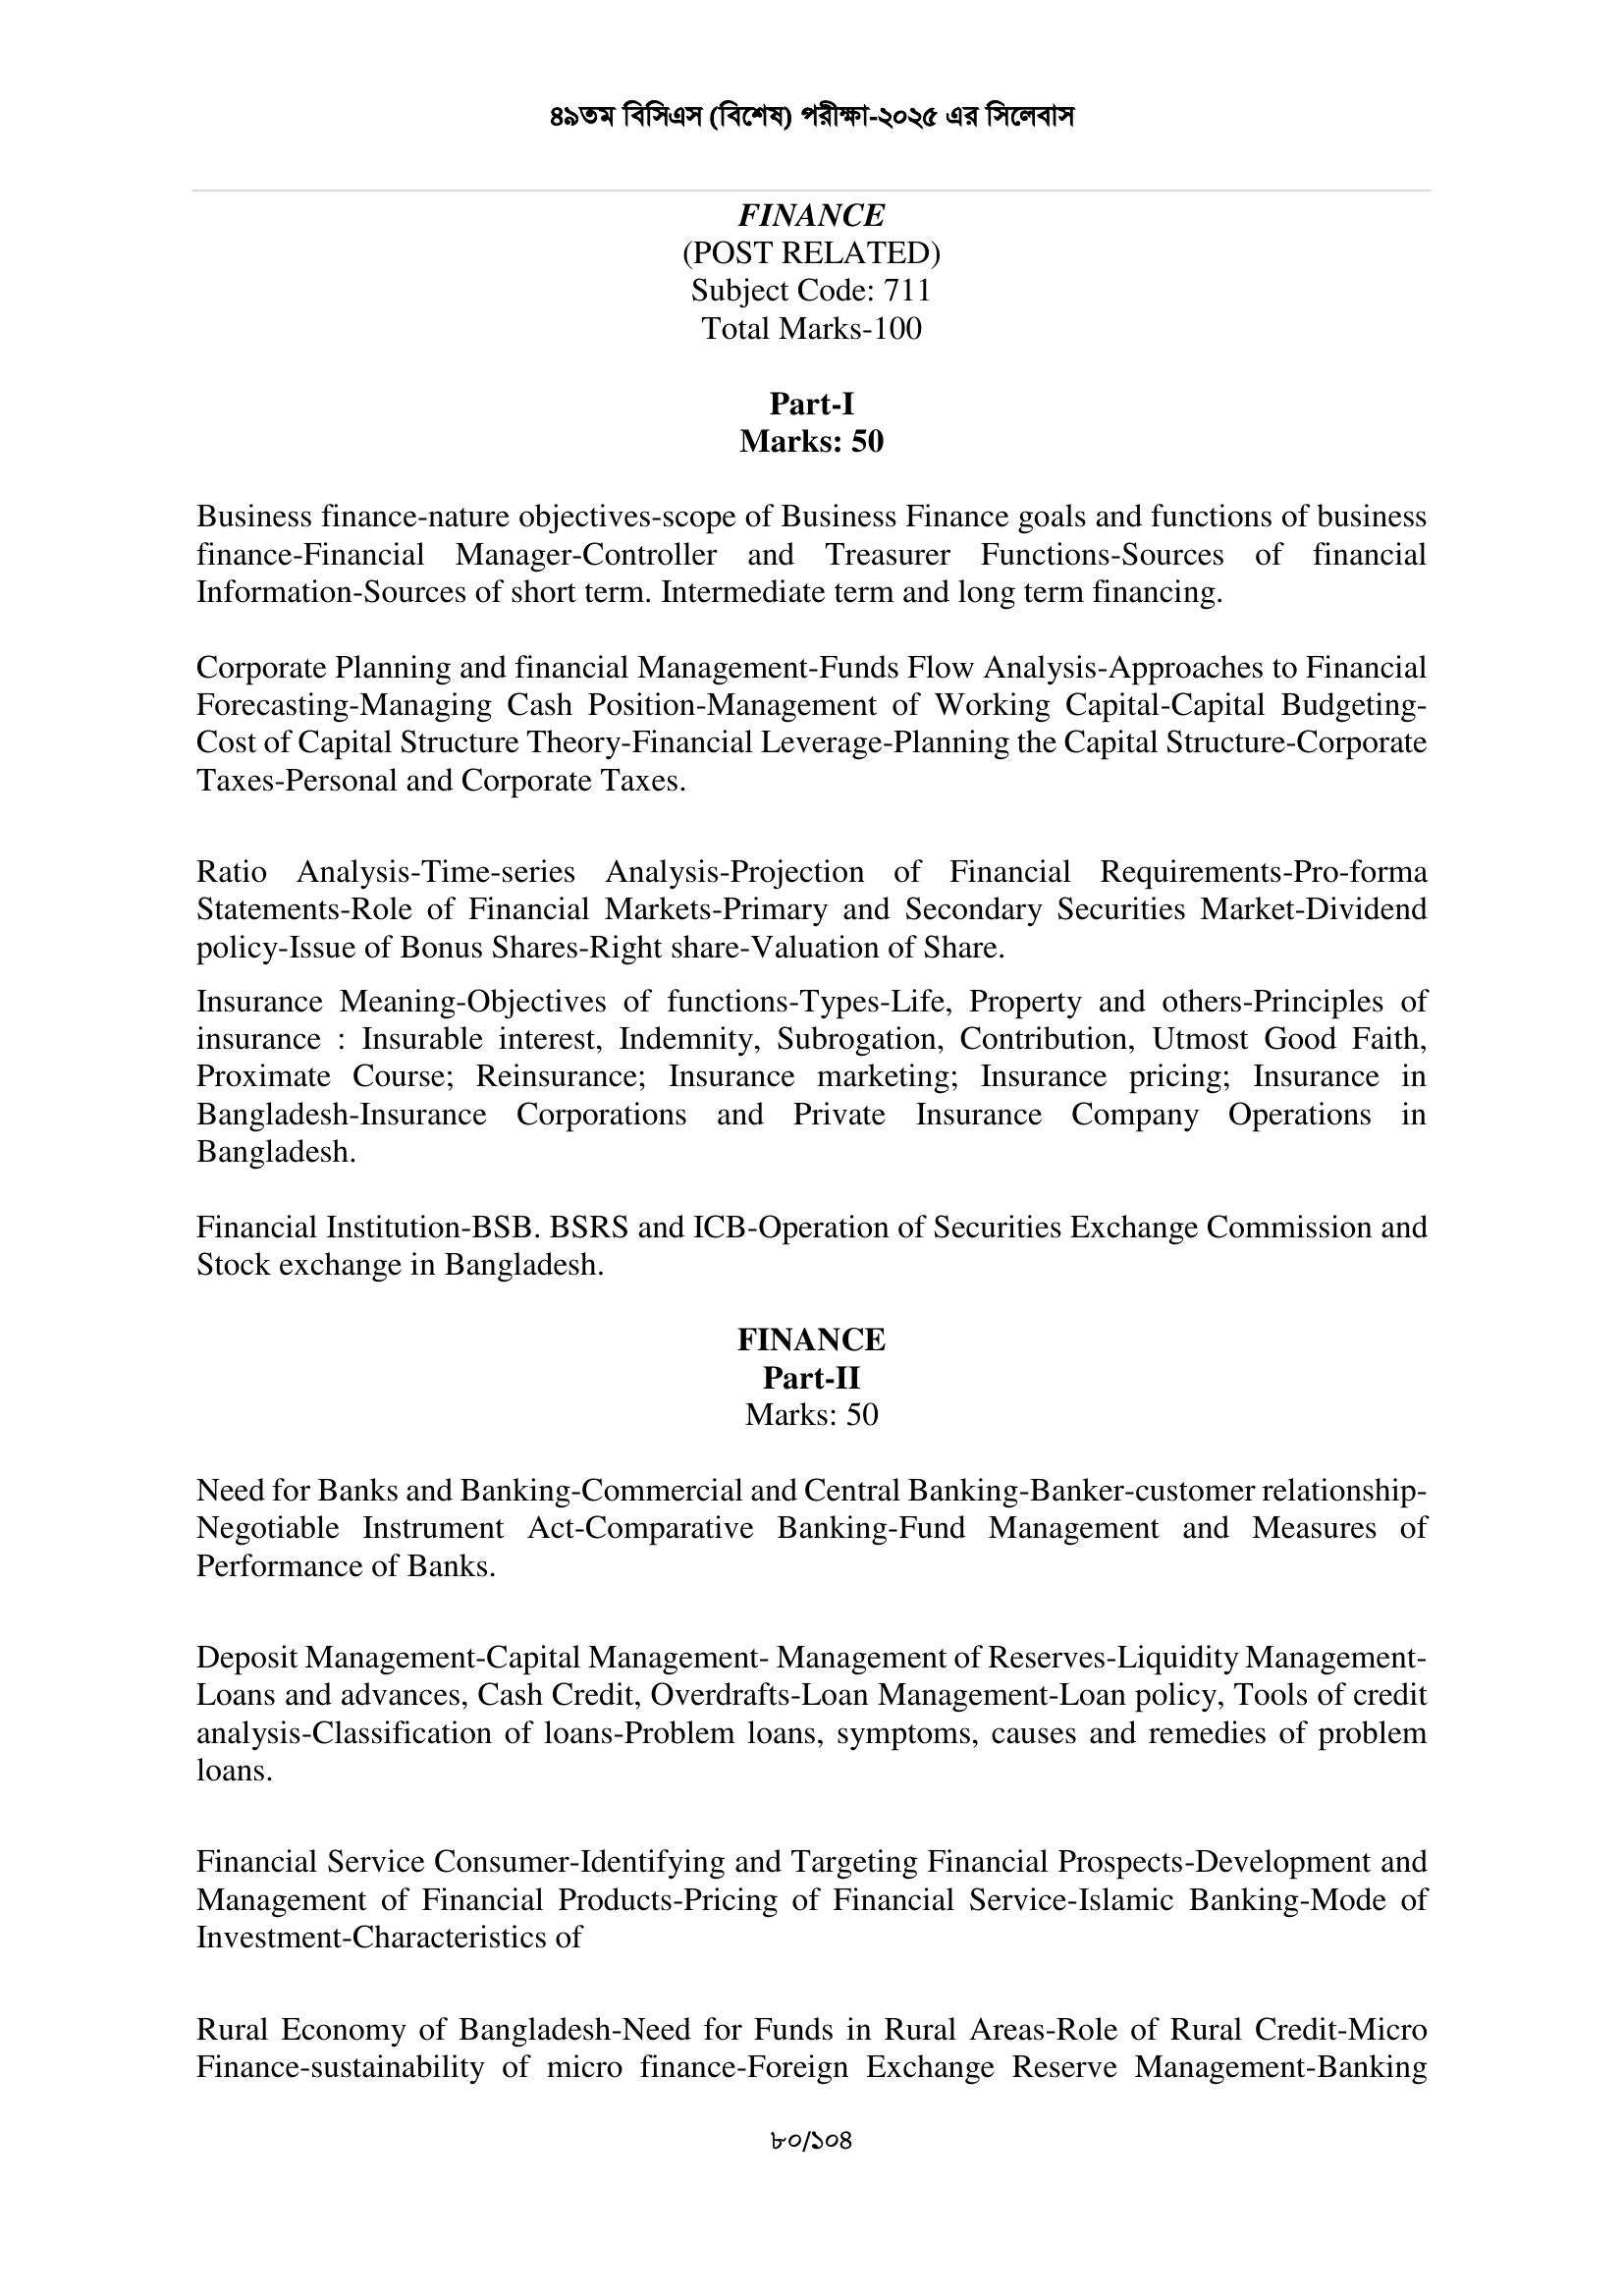 ৪৯তম বিসিএস (বিশেষ) পরীক্ষা-২০২৫ এর সিলেবাস
FINANCE
(POST RELATED)
Subject Code: 711
Total Marks-100
Part-I
Marks: 50
Business finance-nature objectives-scope of Business Finance goals and functions of business
finance-Financial Manager-Controller and Treasurer Functions-Sources of financial
Information-Sources of short term. Intermediate term and long term financing.
Corporate Planning and financial Management-Funds Flow Analysis-Approaches to Financial
Forecasting-Managing Cash Position-Management of Working Capital-Capital Budgeting-
Cost of Capital Structure Theory-Financial Leverage-Planning the Capital Structure-Corporate
Taxes-Personal and Corporate Taxes.
Ratio Analysis-Time-series Analysis-Projection of Financial Requirements-Pro-forma
Statements-Role of Financial Markets-Primary and Secondary Securities Market-Dividend
policy-Issue of Bonus Shares-Right share-Valuation of Share.
Insurance Meaning-Objectives of functions-Types-Life, Property and others-Principles of
insurance : Insurable interest, Indemnity, Subrogation, Contribution, Utmost Good Faith,
Proximate Course; Reinsurance; Insurance marketing; Insurance pricing; Insurance in
Bangladesh-Insurance Corporations and Private Insurance Company Operations in
Bangladesh.
Financial Institution-BSB. BSRS and ICB-Operation of Securities Exchange Commission and
Stock exchange in Bangladesh.
FINANCE
Part-II
Marks: 50
Need for Banks and Banking-Commercial and Central Banking-Banker-customer relationship-
Negotiable Instrument Act-Comparative Banking-Fund Management and Measures of
Performance of Banks.
Deposit Management-Capital Management- Management of Reserves-Liquidity Management-
Loans and advances, Cash Credit, Overdrafts-Loan Management-Loan policy, Tools of credit
analysis-Classification of loans-Problem loans, symptoms, causes and remedies of problem
loans.
Financial Service Consumer-Identifying and Targeting Financial Prospects-Development and
Management of Financial Products-Pricing of Financial Service-Islamic Banking-Mode of
Investment-Characteristics of
Rural Economy of Bangladesh-Need for Funds in Rural Areas-Role of Rural Credit-Micro
Finance-sustainability of micro finance-Foreign Exchange Reserve Management-Banking
৮০/১০৪